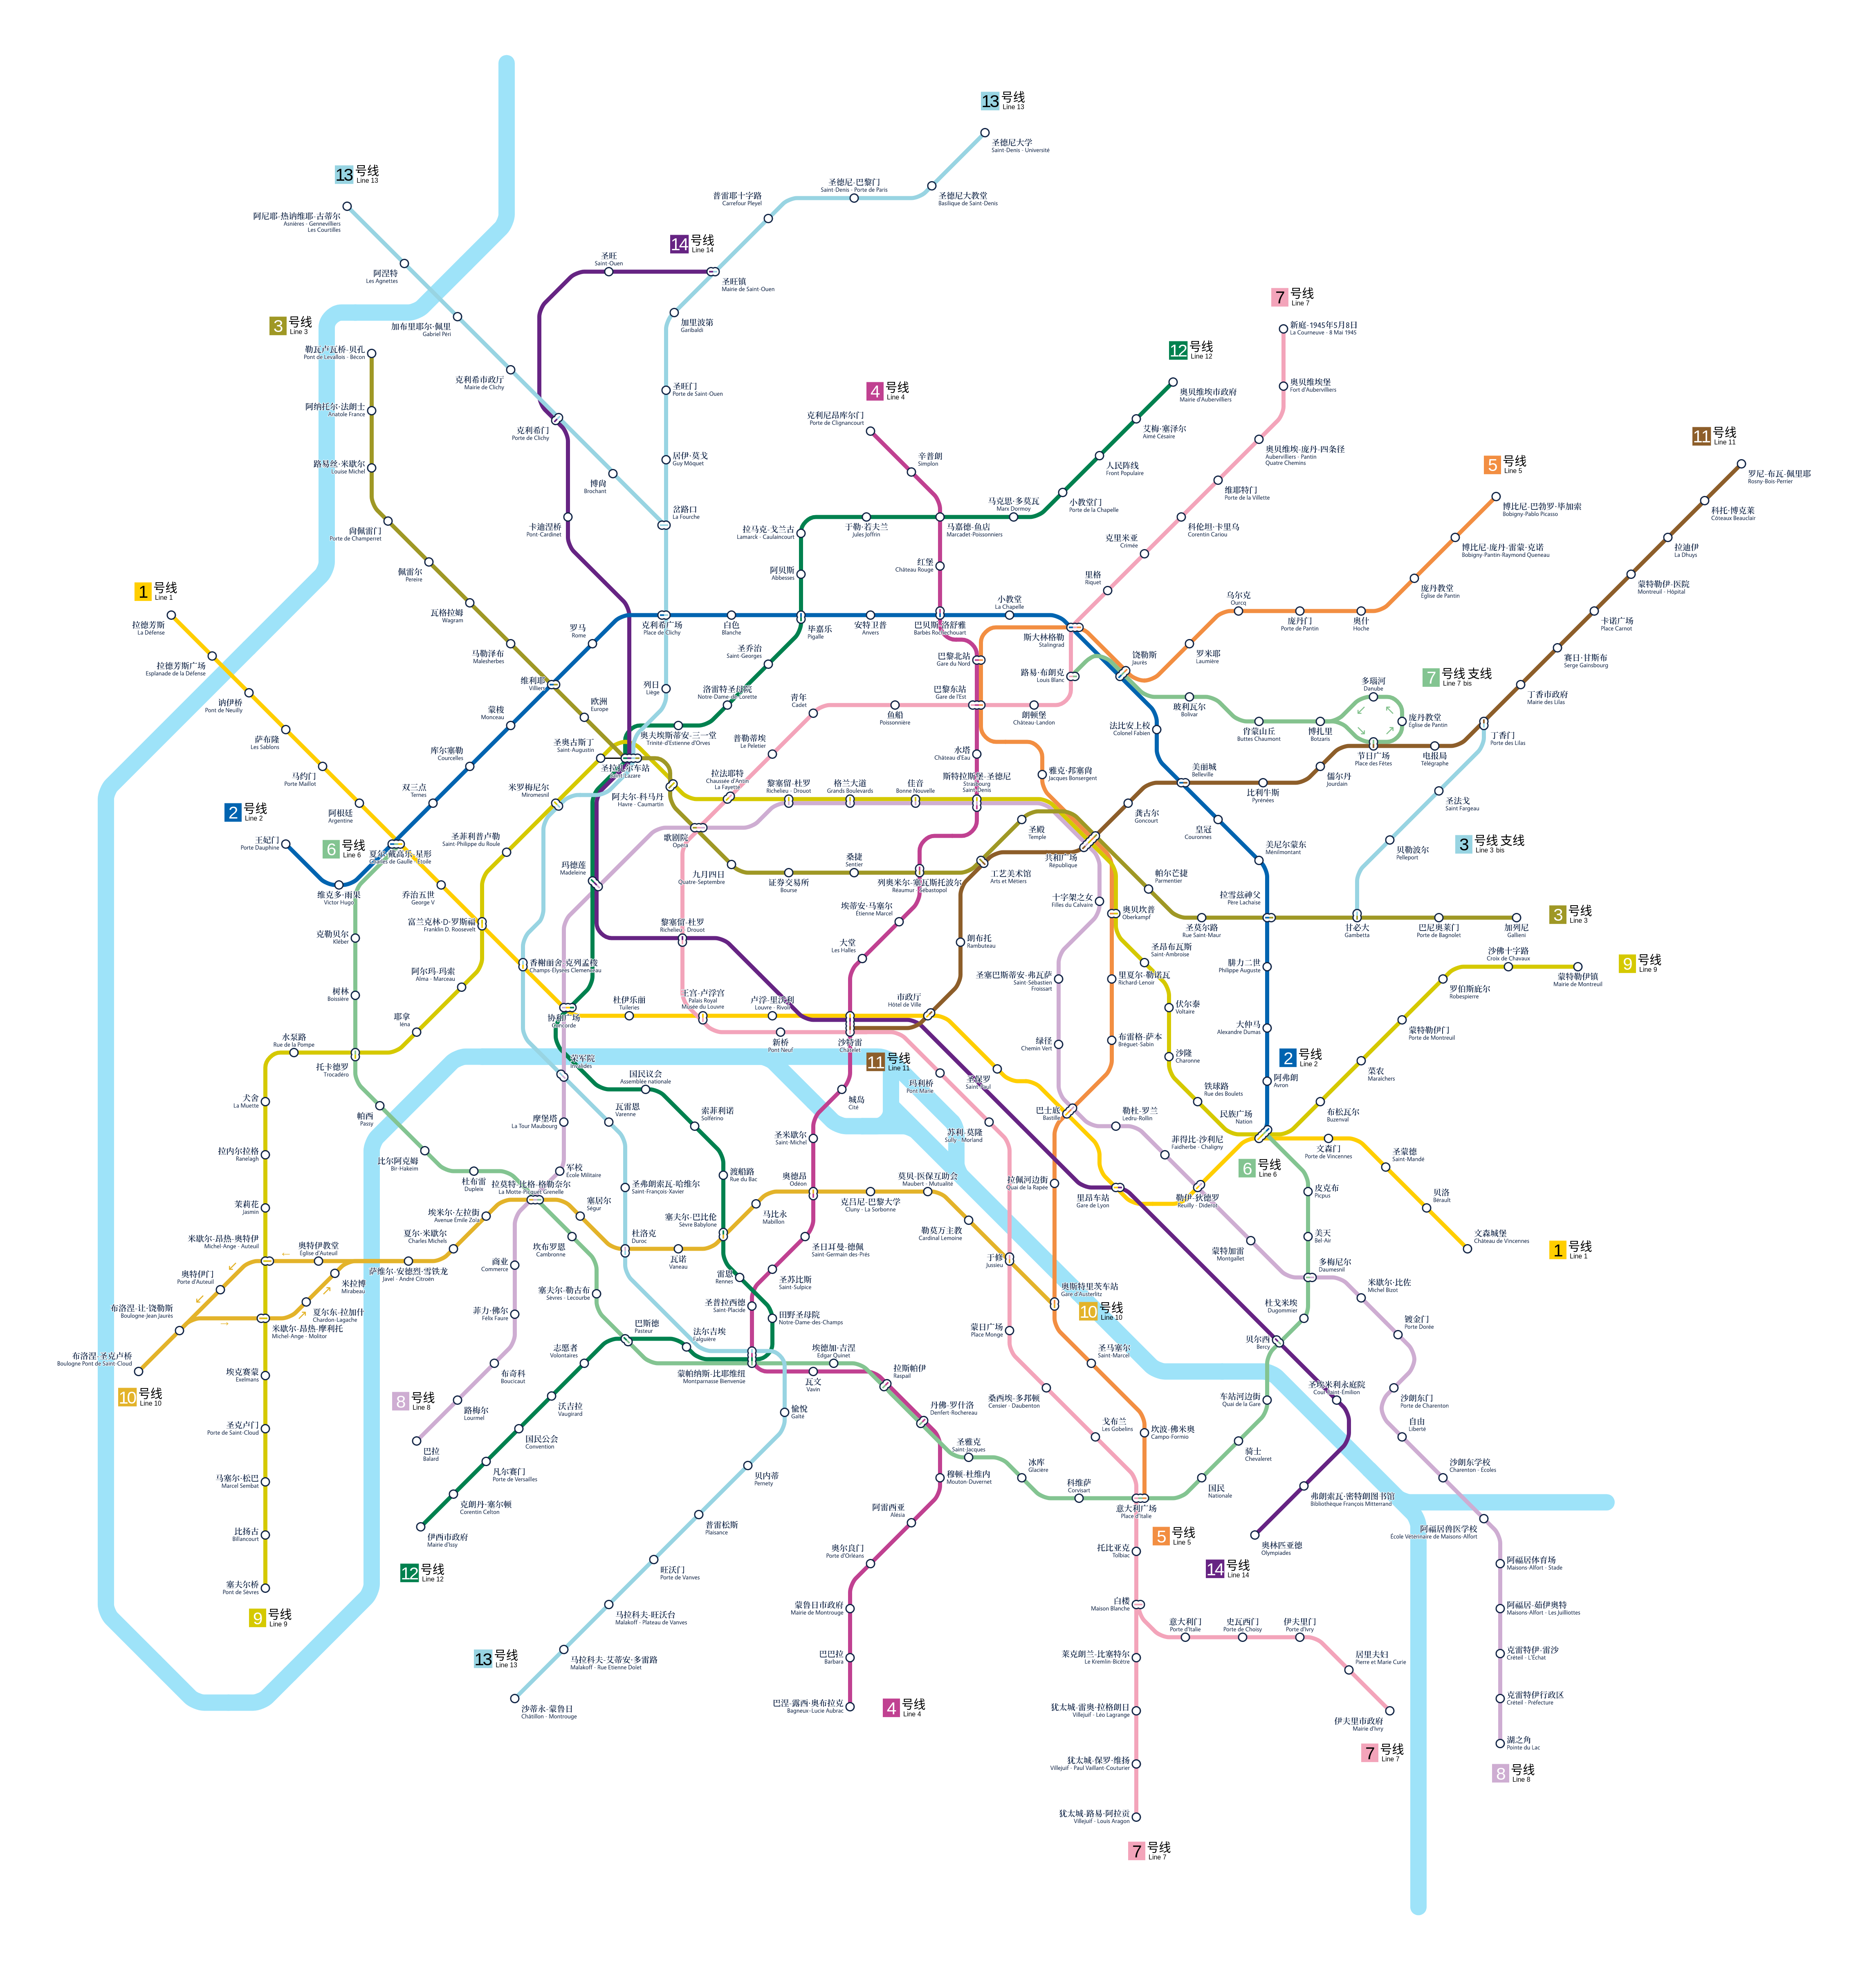 13 号线
Line 13
圣德尼大学
Saint-Denis - Université
圣德尼-巴黎门
Saint-Denis - Porte de Paris
圣德尼大教堂
Basilique de Saint-Denis
普雷耶十字路
Carrefour Pleyel
13 号线
Line 13
阿尼耶-热讷维耶-古蒂尔
Asnières - Gennevilliers
Les Courtilles
阿涅特
Les Agnettes
加布里耶尔·佩里
Gabriel Péri
克利希市政厅
Mairie de Clichy
克利希门
Porte de Clichy
博尙
Brochant
14 号线
Line 14
圣旺
Saint-Ouen
圣旺镇
Mairie de Saint-Ouen
加里波第
Garibaldi
圣旺门
Porte de Saint-Ouen
居伊·莫戈
Guy Môquet
岔路口
La Fourche
卡迪涅桥
Pont-Cardinet
3 号线
Line 3
勒瓦卢瓦桥-贝孔
Pont de Levallois - Bécon
阿纳托尔·法朗士
Anatole France
路易丝·米歇尔
Louise Michel
尙佩雷门
Porte de Champerret
佩雷尔
Pereire
瓦格拉姆
Wagram
马勒泽布
Malesherbes
维利耶
Villiers
欧洲
Europe
罗马
Rome
克利希广场
Place de Clichy
白色
Blanche
毕嘉乐
Pigalle
安特卫普
Anvers
巴贝斯-洛舒雅
Barbès Rochechouart
小教堂
La Chapelle
斯大林格勒
Stalingrad
4 号线
Line 4
克利尼昂库尔门
Porte de Clignancourt
辛普朗
Simplon
马嘉德-鱼店
Marcadet-Poissonniers
红堡
Château Rouge
12 号线
Line 12
奥贝维埃市政府
Mairie d'Aubervilliers
艾梅·塞泽尔
Aimé Césaire
人民阵线
Front Populaire
小教堂门
Porte de la Chapelle
马克思·多莫瓦
Marx Dormoy
于勒·若夫兰
Jules Joffrin
拉马克-戈兰古
Lamarck - Caulaincourt
阿贝斯
Abbesses
圣乔治
Saint-Georges
洛雷特圣母院
Notre-Dame de-Lorette
奥夫埃斯蒂安-三一堂
Trinité-d'Estienne d'Orves
7 号线
Line 7
新庭-1945年5月8日
La Courneuve - 8 Mai 1945
奥贝维埃堡
Fort d'Aubervilliers
奥贝维埃-庞丹-四条径
Aubervilliers - Pantin
Quatre Chemins
维耶特门
Porte de la Villette
科伦坦·卡里乌
Corentin Cariou
克里米亚
Crimée
里格
Riquet
5 号线
Line 5
博比尼-巴勃罗·毕加索
Bobigny-Pablo Picasso
博比尼-庞丹-雷蒙·克诺
Bobigny-Pantin-Raymond Queneau
庞丹教堂
Église de Pantin
奥什
Hoche
庞丹门
Porte de Pantin
乌尔克
Ourcq
罗米耶
Laumière
饶勒斯
Jaurès
11 号线
Line 11
罗尼-布瓦-佩里耶
Rosny-Bois-Perrier
科托-博克莱
Côteaux Beauclair
拉迪伊
La Dhuys
蒙特勒伊-医院
Montreuil - Hôpital
卡诺广场
Place Carnot
赛日·甘斯布
Serge Gainsbourg
丁香市政府
Mairie des Lilas
丁香门
Porte des Lilas
电报局
Télégraphe
节日广场
Place des Fêtes
儒尔丹
Jourdain
比利牛斯
Pyrénées
美丽城
Belleville
龚古尔
Goncourt
7 号线 支线
Line 7 bis
多瑙河
Danube
庞丹教堂
Église de Pantin
博扎里
Botzaris
肯蒙山丘
Buttes Chaumont
玻利瓦尔
Bolivar
路易·布朗克
Louis Blanc
3 号线 支线
Line 3 bis
圣法戈
Saint Fargeau
贝勒波尔
Pelleport
甘必大
Gambetta
1 号线
Line 1
拉德芳斯
La Défense
拉德芳斯广场
Esplanade de la Défense
讷伊桥
Pont de Neuilly
萨布隆
Les Sablons
马约门
Porte Maillot
阿根廷
Argentine
夏尔·戴高乐-星形
Charles de Gaulle - Étoile
乔治五世
George V
富兰克林·D·罗斯福
Franklin D. Roosevelt
香榭丽舍-克列孟梭
Champs-Élysées Clemenceau
协和广场
Concorde
杜伊乐丽
Tuileries
王宫-卢浮宫
Palais Royal
Musée du Louvre
卢浮-里沃利
Louvre - Rivoli
沙特雷
Châtelet
市政厅
Hôtel de Ville
圣保罗
Saint-Paul
巴士底
Bastille
里昂车站
Gare de Lyon
勒伊-狄德罗
Reuilly - Diderot
民族广场
Nation
文森门
Porte de Vincennes
圣蒙德
Saint-Mandé
贝洛
Bérault
文森城堡
Château de Vincennes
1 号线
Line 1
2 号线
Line 2
王妃门
Porte Dauphine
维克多·雨果
Victor Hugo
双三点
Ternes
库尔塞勒
Courcelles
蒙梭
Monceau
6 号线
Line 6
克勒贝尔
Kléber
树林
Boissière
托卡德罗
Trocadéro
帕西
Passy
比尔阿克姆
Bir-Hakeim
杜布雷
Dupleix
拉莫特·比格-格勒奈尔
La Motte Picquet Grenelle
坎布罗恩
Cambronne
塞夫尔-勒古布
Sèvres - Lecourbe
巴斯德
Pasteur
列日
Liège
圣奥古斯丁
Saint-Augustin
圣拉扎尔车站
Saint-Lazare
米罗梅尼尔
Miromesnil
圣菲利普卢勒
Saint-Philippe du Roule
阿尔玛-玛索
Alma - Marceau
耶拿
Iéna
水泵路
Rue de la Pompe
犬舍
La Muette
拉内尔拉格
Ranelagh
茉莉花
Jasmin
米歇尔·昂热-奥特伊
Michel-Ange - Auteuil
米歇尔·昂热-摩利托
Michel-Ange - Molitor
埃克赛蒙
Exelmans
圣克卢门
Porte de Saint-Cloud
马塞尔·松巴
Marcel Sembat
比扬古
Billancourt
塞夫尔桥
Pont de Sèvres
9 号线
Line 9
阿夫尔-科马丹
Havre - Caumartin
拉法耶特
Chaussée d'Antin
La Fayette
普勒蒂埃
Le Peletier
青年
Cadet
鱼船
Poissonnière
巴黎北站
Gare du Nord
巴黎东站
Gare de l'Est
朗顿堡
Château-Landon
水塔
Château d'Eau
斯特拉斯堡-圣德尼
Strasbourg
Saint-Denis
黎塞留-杜罗
Richelieu - Drouot
格兰大道
Grands Boulevards
佳音
Bonne Nouvelle
雅克·邦塞尙
Jacques Bonsergent
法比安上校
Colonel Fabien
皇冠
Couronnes
美尼尔蒙东
Ménilmontant
拉雪兹神父
Père Lachaise
腓力二世
Philippe Auguste
大仲马
Alexandre Dumas
阿弗朗
Avron
2 号线
Line 2
歌剧院
Opéra
九月四日
Quatre-Septembre
证券交易所
Bourse
桑捷
Sentier
列奥米尔-塞瓦斯托波尔
Réaumur - Sébastopol
工艺美术馆
Arts et Métiers
圣殿
Temple
共和广场
République
帕尔芒捷
Parmentier
圣莫尔路
Rue Saint-Maur
巴尼奥莱门
Porte de Bagnolet
加列尼
Gallieni
3 号线
Line 3
玛德莲
Madeleine
黎塞留-杜罗
Richelieu - Drouot
埃蒂安·马塞尔
Étienne Marcel
大堂
Les Halles
朗布托
Rambuteau
十字架之女
Filles du Calvaire
圣塞巴斯蒂安-弗瓦萨
Saint-Sébastien
Froissart
绿径
Chemin Vert
奥贝坎普
Oberkampf
里夏尔-勒诺瓦
Richard-Lenoir
布雷格-萨本
Bréguet-Sabin
圣昂布瓦斯
Saint-Ambroise
伏尔泰
Voltaire
沙隆
Charonne
铁球路
Rue des Boulets
布松瓦尔
Buzenval
菜农
Maraîchers
蒙特勒伊门
Porte de Montreuil
罗伯斯庇尔
Robespierre
沙佛十字路
Croix de Chavaux
蒙特勒伊镇
Mairie de Montreuil
9 号线
Line 9
新桥
Pont Neuf
11 号线
Line 11
玛利桥
Pont Marie
苏利-莫隆
Sully - Morland
城岛
Cité
圣米歇尔
Saint-Michel
奥德昂
Odéon
圣日耳曼-德佩
Saint-Germain des-Prés
圣苏比斯
Saint-Sulpice
圣普拉西德
Saint-Placide
荣军院
Invalides
国民议会
Assemblée nationale
索菲利诺
Solférino
渡船路
Rue du Bac
塞夫尔-巴比伦
Sèvre Babylone
雷恩
Rennes
田野圣母院
Notre-Dame-des-Champs
摩堡塔
La Tour Maubourg
军校
École Militaire
瓦雷恩
Varenne
圣弗朗索瓦-哈维尔
Saint-François-Xavier
杜洛克
Duroc
瓦诺
Vaneau
塞居尔
Ségur
马比永
Mabillon
克吕尼-巴黎大学
Cluny - La Sorbonne
莫贝-医保互助会
Maubert - Mutualité
勒莫万主教
Cardinal Lemoine
于修
Jussieu
奥斯特里茨车站
Gare d'Austerlitz
10 号线
Line 10
拉佩河边街
Quai de la Rapée
勒杜-罗兰
Ledru-Rollin
菲得比-沙利尼
Faidherbe - Chaligny
蒙特加雷
Montgallet
6 号线
Line 6
皮克布
Picpus
美天
Bel-Air
多梅尼尔
Daumesnil
米歇尔·比佐
Michel Bizot
镀金门
Porte Dorée
沙朗东门
Porte de Charenton
自由
Liberté
沙朗东学校
Charenton - Écoles
阿福居兽医学校
École Vétérinaire de Maisons-Alfort
阿福居体育场
Maisons-Alfort - Stade
阿福居-茹伊奥特
Maisons-Alfort - Les Juilliottes
克雷特伊-雷沙
Créteil - L'Échat
克雷特伊行政区
Créteil - Préfecture
湖之角
Pointe du Lac
8 号线
Line 8
杜戈米埃
Dugommier
贝尔西
Bercy
车站河边街
Quai de la Gare
骑士
Chevaleret
国民
Nationale
圣埃米利永庭院
Cour Saint-Émilion
弗朗索瓦·密特朗图书馆
Bibliothèque François Mitterrand
奥林匹亚德
Olympiades
14 号线
Line 14
埃米尔·左拉街
Avenue Émile Zola
夏尔·米歇尔
Charles Michels
萨维尔-安德烈·雪铁龙
Javel - André Citroën
奥特伊教堂
Église d'Auteuil
奥特伊门
Porte d'Auteuil
米拉博
Mirabeau
夏尔东-拉加什
Chardon-Lagache
布洛涅-让·饶勒斯
Boulogne Jean Jaurès
布洛涅-圣克卢桥
Boulogne Pont de Saint-Cloud
10 号线
Line 10
商业
Commerce
菲力·佛尔
Félix Faure
布奇科
Boucicaut
路梅尔
Lourmel
巴拉
Balard
8 号线
Line 8
志愿者
Volontaires
沃吉拉
Vaugirard
国民公会
Convention
凡尔赛门
Porte de Versailles
克朗丹·塞尔顿
Corentin Celton
伊西市政府
Mairie d'Issy
12 号线
Line 12
法尔吉埃
Falguière
蒙帕纳斯-比耶维纽
Montparnasse Bienvenüe
埃德加·吉涅
Edgar Quinet
瓦文
Vavin
拉斯帕伊
Raspail
丹佛-罗什洛
Denfert-Rochereau
愉悦
Gaîté
贝内蒂
Pernety
普雷松斯
Plaisance
旺沃门
Porte de Vanves
马拉科夫-旺沃台
Malakoff - Plateau de Vanves
马拉科夫-艾蒂安·多雷路
Malakoff - Rue Étienne Dolet
沙蒂永-蒙鲁日
Châtillon - Montrouge
13 号线
Line 13
穆顿-杜维内
Mouton-Duvernet
阿雷西亚
Alésia
奥尔良门
Porte d'Orléans
蒙鲁日市政府
Mairie de Montrouge
巴巴拉
Barbara
巴涅-露西·奥布拉克
Bagneux-Lucie Aubrac
4 号线
Line 4
圣雅克
Saint-Jacques
冰库
Glacière
科维萨
Corvisart
意大利广场
Place d'Italie
5 号线
Line 5
蒙日广场
Place Monge
桑西埃-多邦顿
Censier - Daubenton
戈布兰
Les Gobelins
圣马塞尔
Saint-Marcel
坎波-佛米奥
Campo-Formio
托比亚克
Tolbiac
白楼
Maison Blanche
意大利门
Porte d'Italie
史瓦西门
Porte de Choisy
伊夫里门
Porte d'Ivry
居里夫妇
Pierre et Marie Curie
伊夫里市政府
Mairie d'Ivry
7 号线
Line 7
莱克朗兰-比塞特尔
Le Kremlin-Bicêtre
犹太城-雷奥·拉格朗日
Villejuif - Léo Lagrange
犹太城-保罗·维扬
Villejuif - Paul Vaillant-Couturier
犹太城-路易·阿拉贡
Villejuif - Louis Aragon
7 号线
Line 7